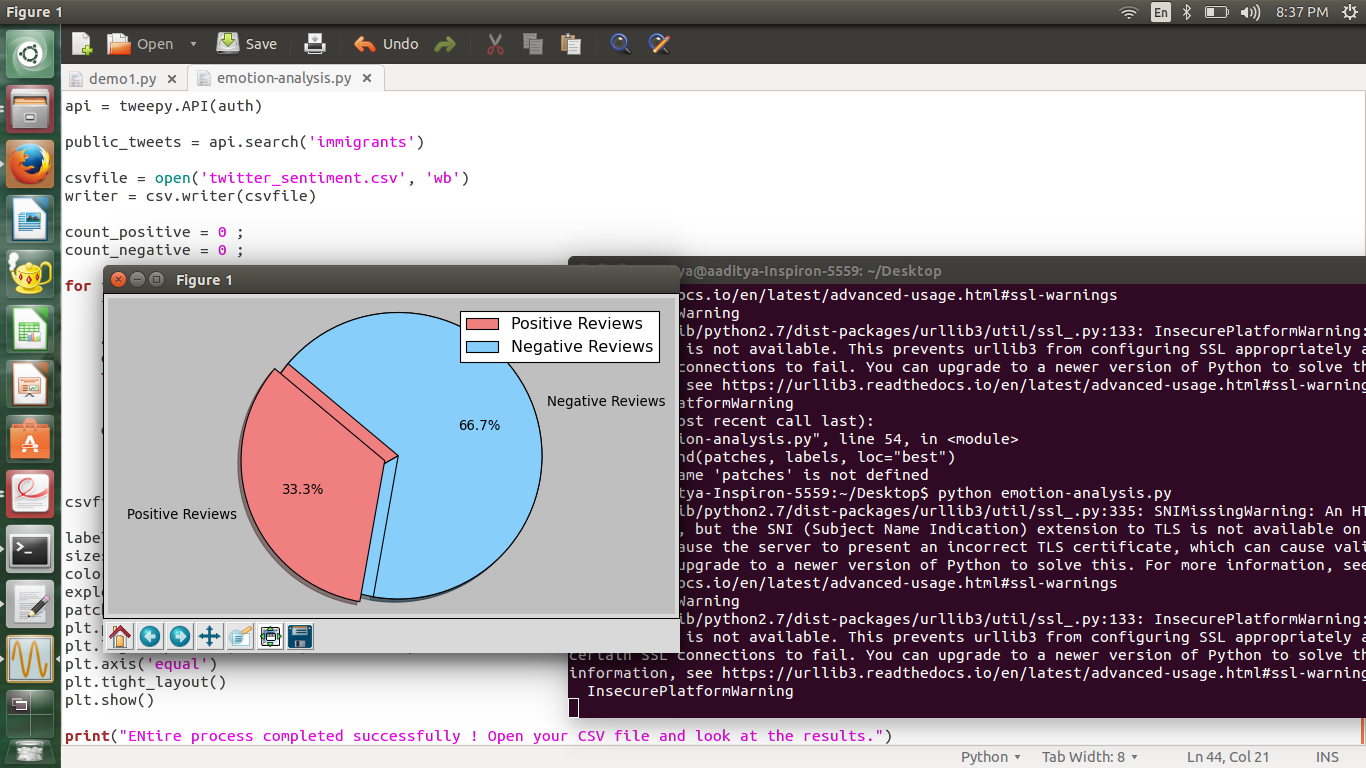 Figure 1
En
8:37 PM
Open
Save
Undo
demo1.py
emotion-analysis.py
api = tweepy.API(auth)
public_tweets = api.search('immigrants')
csvfile = open('twitter_sentiment.csv', 'wb')
writer = csv.writer(csvfile)
count_positive = 0 ;
count_negative = 0 ;
for
csvf
labe
sizes
colo
explo
patc
plt.
plt.
plt.axis('equal')
plt.tight_layout()
plt.show()
print("ENtire process completed successfully ! Open your CSV file and look at the results.")
Figure 1
Positive Reviews
Negative Reviews
Negative Reviews
66.7%
33.3%
Positive Reviews
ya@aaditya-Inspiron-5559: ~/Desktop
ocs.io/en/latest/advanced-usage.html#ssl-warnings
Warning
ib/python2.7/dist-packages/urllib3/util/ssl_.py:133: InsecurePlatformWarning:
is not available. This prevents urllib3 from configuring SSL appropriately a
connections to fail. You can upgrade to a newer version of Python to solve th
see https://urllib3.readthedocs.io/en/latest/advanced-usage.html#ssl-warning
atformWarning
ost recent call last):
ion-analysis.py", line 54, in <module>
nd(patches, labels, loc="best")
ame 'patches' is not defined
tya-Inspiron-5559:~/Desktop$ python emotion-analysis.py
ib/python2.7/dist-packages/urllib3/util/ssl_.py:335: SNIMissingWarning: An HT
, but the SNI (Subject Name Indication) extension to TLS is not available on
ause the server to present an incorrect TLS certificate, which can cause vali
upgrade to a newer version of Python to solve this. For more information, see
ocs.io/en/latest/advanced-usage.html#ssl-warnings
Warning
ib/python2.7/dist-packages/urllib3/util/ssl_.py:133: InsecurePlatformWarning:
is not available. This prevents urllib3 from configuring SSL appropriately a
certain SSL connections to fail. You can upgrade to a newer version of Python to solve th
information, see https://urllib3.readthedocs.io/en/latest/advanced-usage.html#ssl-warning
InsecurePlatformWarning
Python
Tab Width: 8
Ln 44, Col 21
INS